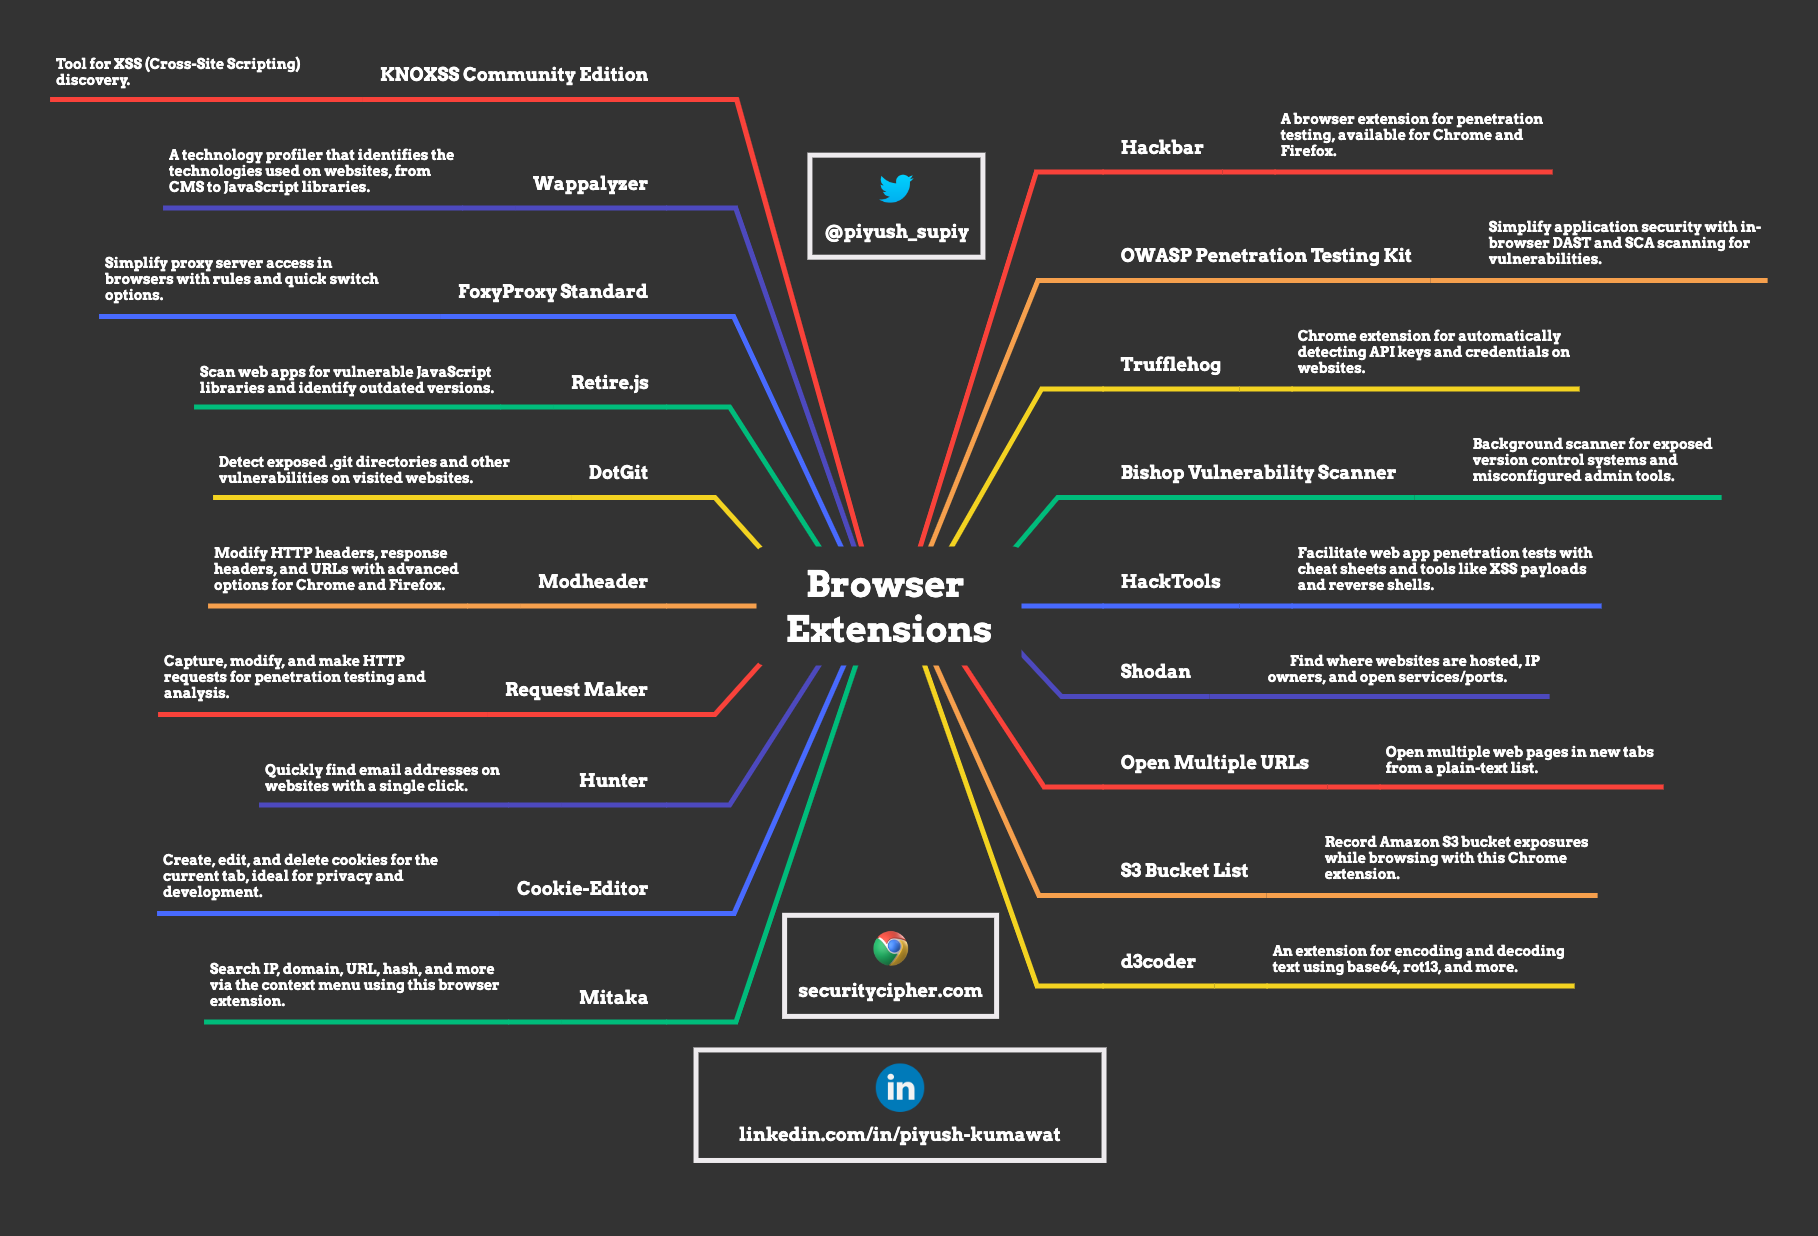 Tool for XSS (Cross-Site Scripting)
discovery.
KNOXSS Community Edition
A technology profiler that identifies the
technologies used on websites, from
CMS to JavaScript libraries.
Wappalyzer
Simplify proxy server access in
browsers with rules and quick switch
options.
FoxyProxy Standard
Scan web apps for vulnerable JavaScript
libraries and identify outdated versions.
Retire.js
Detect exposed .git directories and other
vulnerabilities on visited websites.
DotGit
Modify HTTP headers, response
headers, and URLs with advanced
options for Chrome and Firefox.
Modheader
Capture, modify, and make HTTP
requests for penetration testing and
analysis.
Request Maker
Quickly find email addresses on
websites with a single click.
Hunter
Create, edit, and delete cookies for the
current tab, ideal for privacy and
development.
Cookie-Editor
Search IP, domain, URL, hash, and more
via the context menu using this browser
extension.
Mitaka
@piyush_supiy
Browser
Extensions
securitycipher.com
in
linkedin.com/in/piyush-kumawat
Hackbar
A browser extension for penetration
testing, available for Chrome and
Firefox.
OWASP Penetration Testing Kit
Simplify application security with in-
browser DAST and SCA scanning for
vulnerabilities.
Trufflehog
Chrome extension for automatically
detecting API keys and credentials on
websites.
Bishop Vulnerability Scanner
Background scanner for exposed
version control systems and
misconfigured admin tools.
HackTools
Facilitate web app penetration tests with
cheat sheets and tools like XSS payloads
and reverse shells.
Shodan
Find where websites are hosted, IP
owners, and open services/ports.
Open Multiple URLs
Open multiple web pages in new tabs
from a plain-text list.
S3 Bucket List
Record Amazon S3 bucket exposures
while browsing with this Chrome
extension.
d3coder
An extension for encoding and decoding
text using base64, rot13, and more.